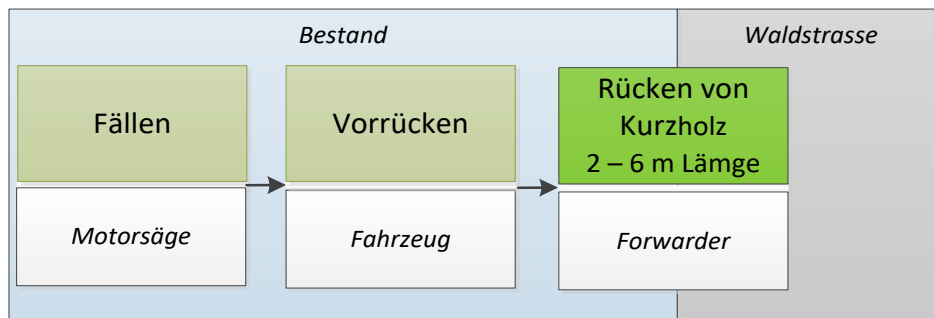 Bestand
Waldstrasse
Fällen
Vorrücken
Rücken von
Kurzholz
2 – 6 m Lämge
Motorsäge
Fahrzeug
Forwarder